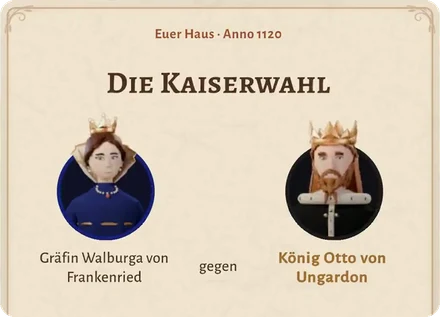 Euer Haus · Anno 1120
Die Kaiserwahl
Gräfin Walburga von
Frankenried
gegen
König Otto von
Ungardon